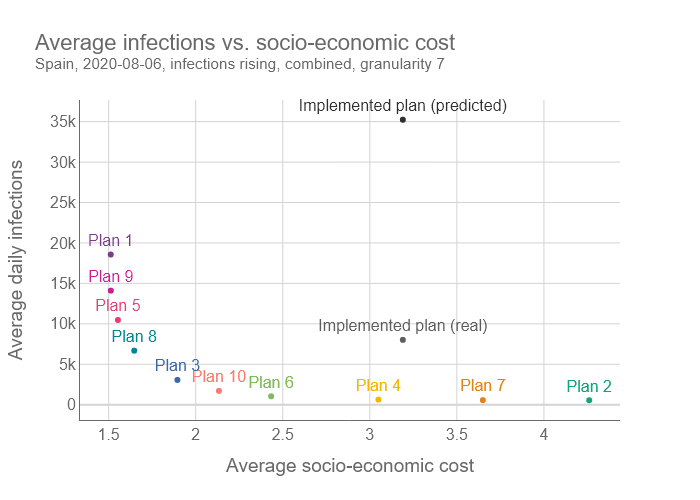 Average infections vs. socio-economic cost
Spain, 2020-08-06, infections rising, combined, granularity 7
Implemented plan (predicted)
35k
30k
25k
20k
15k
10k
5k
0
Average daily infections
Plan 1
Plan 9
Plan 5
Plan 8
Plan 3
Plan 10
Plan 6
Implemented plan (real)
Plan 4
Plan 7
Plan 2
1.5
2
2.5
3
3.5
4
Average socio-economic cost